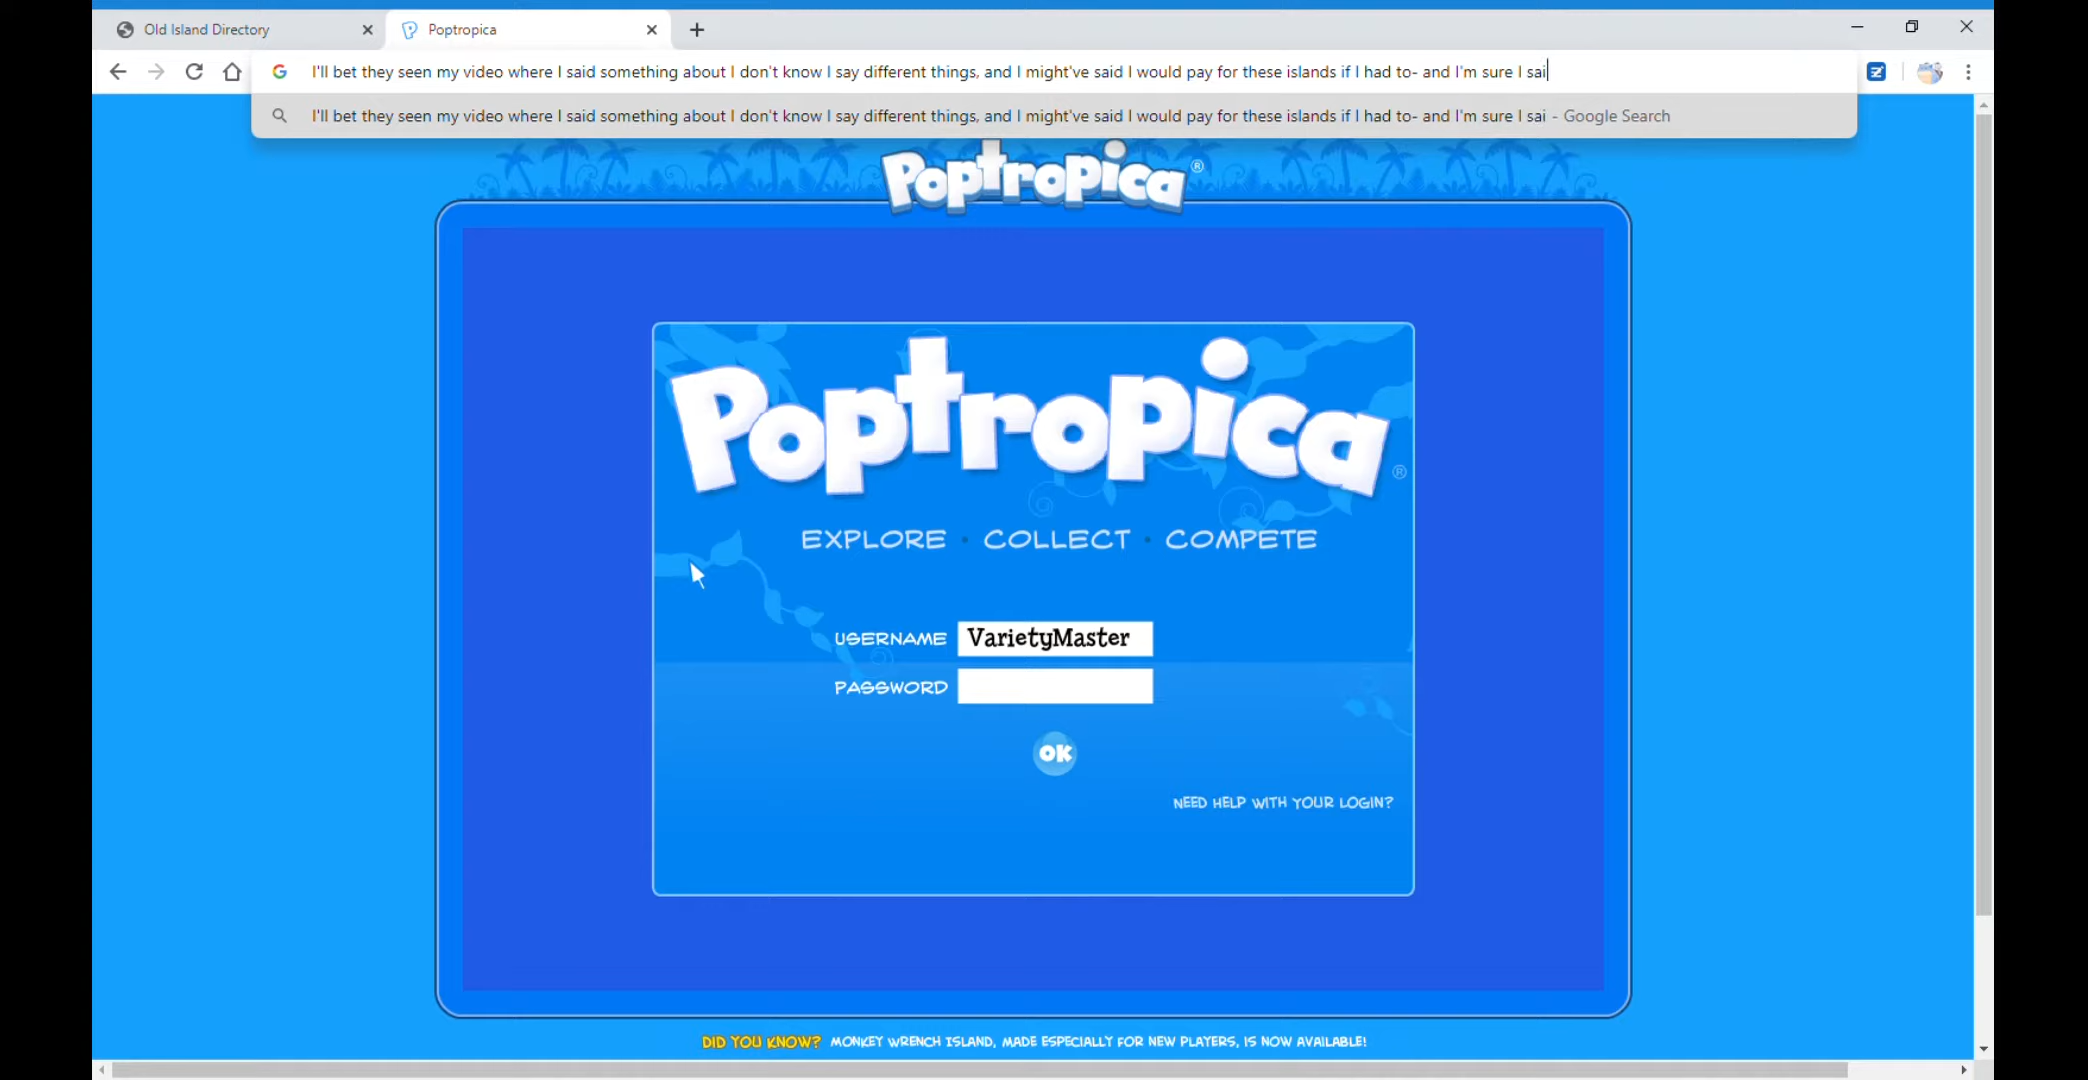 Old Island Directory
Poptropica
I'll bet they seen my video where I said something about I don't know I say different things, and I might've said I would pay for these islands if I had to- and I'm sure I sai
I'll bet they seen my video where I said something about I don't know I say different things, and I might've said I would pay for these islands if I had to- and I'm sure I sai - Google Search
Poptropica®
Poptropica®
EXPLORE • COLLECT • COMPETE
USERNAME VarietyMaster
PASSWORD
OK
NEED HELP WITH YOUR LOGIN?
DID YOU KNOW? MONKEY WRENCH ISLAND, MADE ESPECIALLY FOR NEW PLAYERS, IS NOW AVAILABLE!